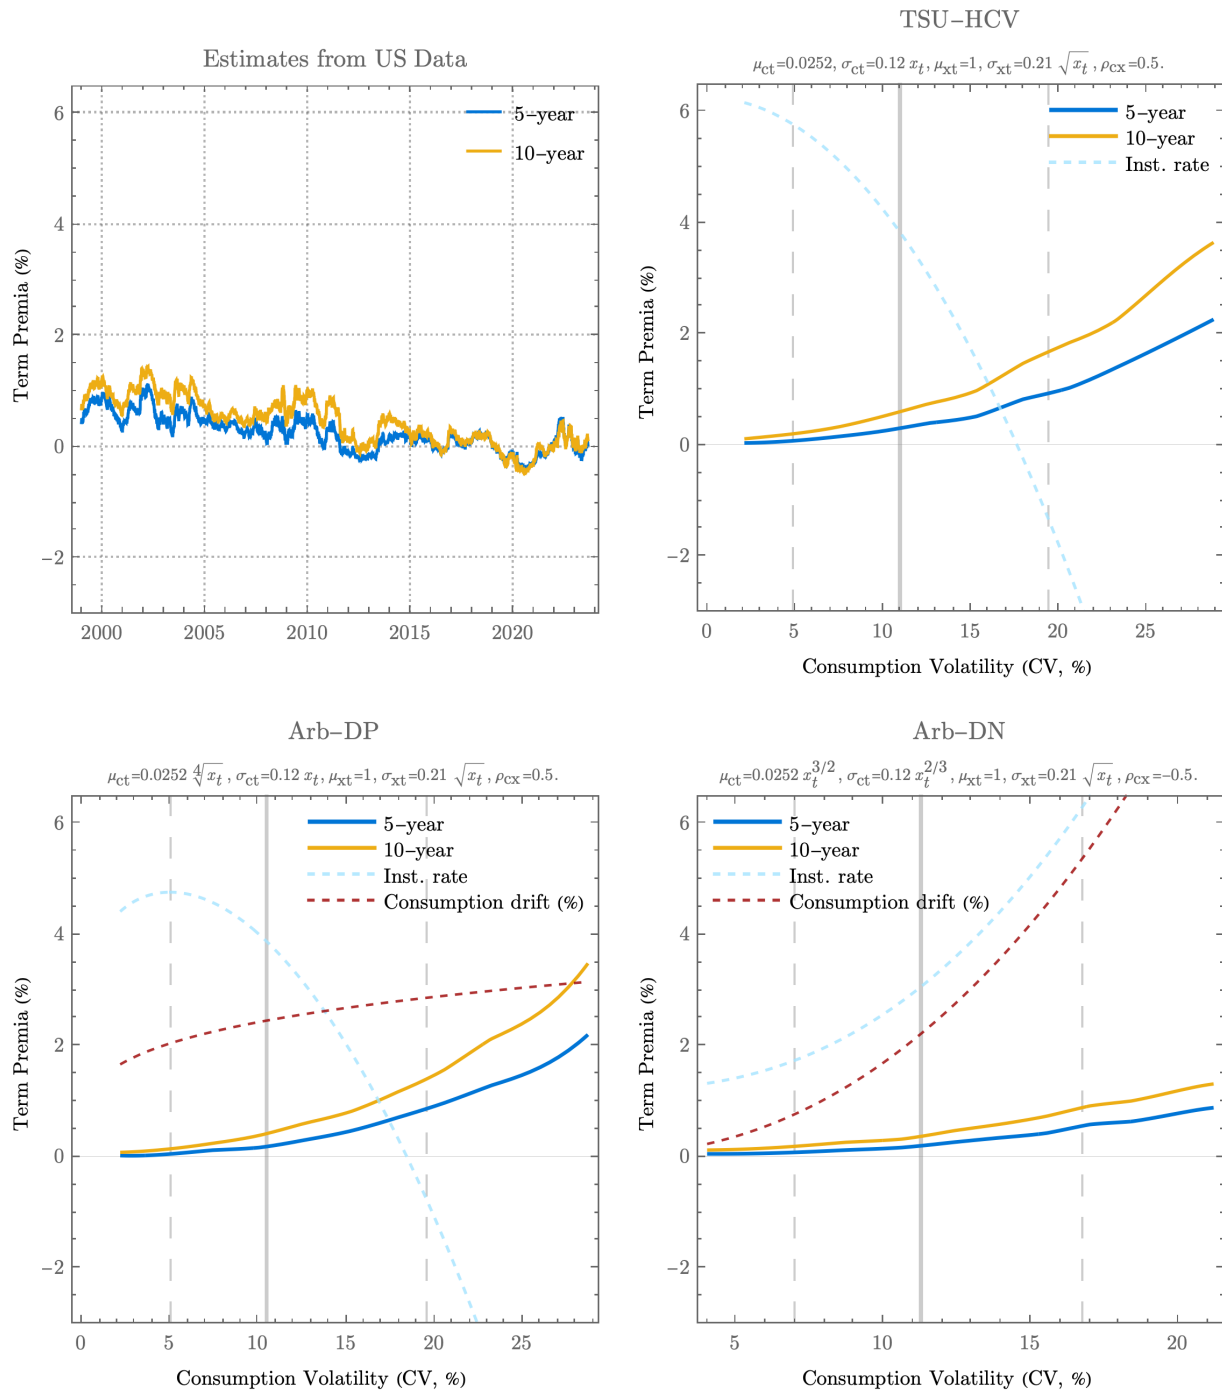 Estimates from US Data
5−year
10−year
6
4
2
0
−2
Term Premia (%)
2000 2005 2010 2015 2020
TSU−HCV
μct=0.0252, σct=0.12 xt, μxt=1, σxt=0.21 √xt , ρcx=0.5.
5−year
10−year
Inst. rate
6
4
2
0
−2
Term Premia (%)
0 5 10 15 20 25
Consumption Volatility (CV, %)
Arb−DP
μct=0.0252 ∜xt , σct=0.12 xt, μxt=1, σxt=0.21 √xt , ρcx=0.5.
5−year
10−year
Inst. rate
Consumption drift (%)
6
4
2
0
−2
Term Premia (%)
0 5 10 15 20 25
Consumption Volatility (CV, %)
Arb−DN
μct=0.0252 xt^3/2, σct=0.12 xt^2/3, μxt=1, σxt=0.21 √xt , ρcx=−0.5.
5−year
10−year
Inst. rate
Consumption drift (%)
6
4
2
0
−2
Term Premia (%)
5 10 15 20
Consumption Volatility (CV, %)